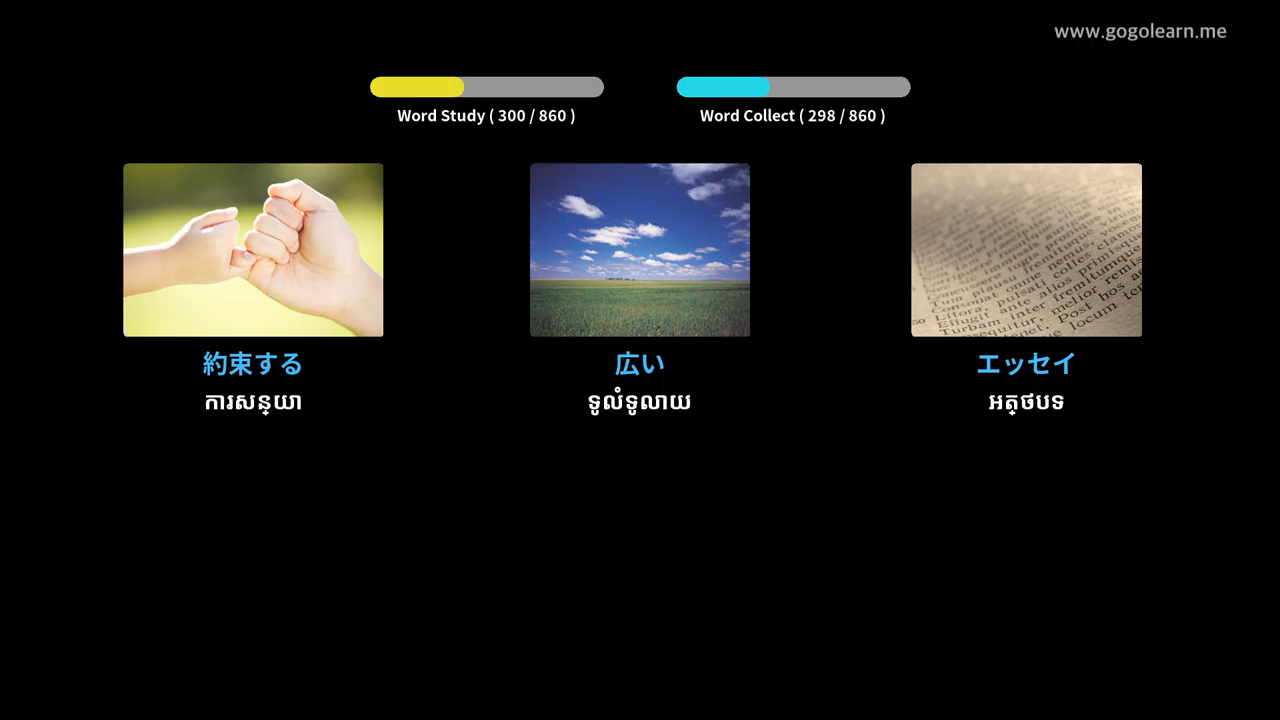 www.gogolearn.me
Word Study ( 300 / 860 )
Word Collect ( 298 / 860 )
約束する
広い
エッセイ
ការសន្យា
ទូលំទូលាយ
អត្ថបទ